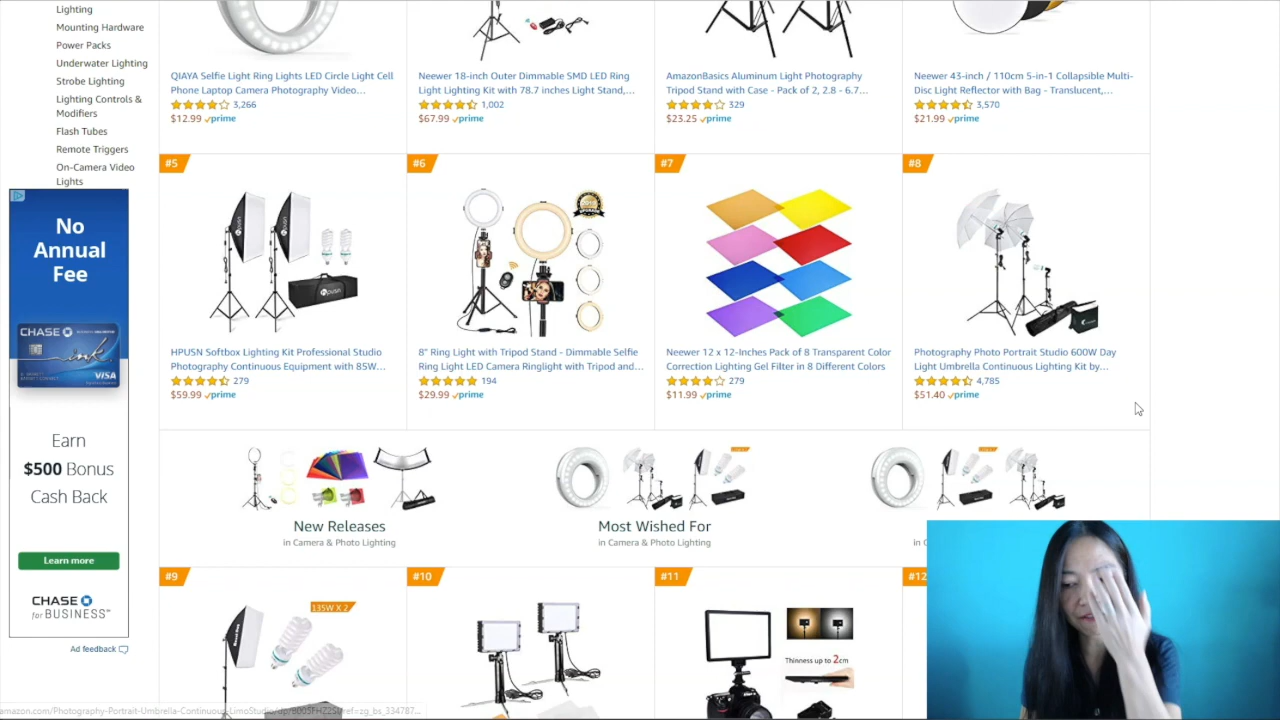 Lighting
Mounting Hardware
Power Packs
Underwater Lighting
Strobe Lighting
Lighting Controls &
Modifiers
Flash Tubes
Remote Triggers
On-Camera Video
Lights
QIAYA Selfie Light Ring Lights LED Circle Light Cell
Phone Laptop Camera Photography Video…
3,266
$12.99 prime
Neewer 18-inch Outer Dimmable SMD LED Ring
Light Lighting Kit with 78.7 inches Light Stand,…
1,002
$67.99 prime
AmazonBasics Aluminum Light Photography
Tripod Stand with Case - Pack of 2, 2.8 - 6.7…
329
$23.25 prime
Neewer 43-inch / 110cm 5-in-1 Collapsible Multi-
Disc Light Reflector with Bag - Translucent,…
3,570
$21.99 prime
#5
HPUSN Softbox Lighting Kit Professional Studio
Photography Continuous Equipment with 85W…
279
$59.99 prime
#6
8" Ring Light with Tripod Stand - Dimmable Selfie
Ring Light LED Camera Ringlight with Tripod and…
194
$29.99 prime
#7
Neewer 12 x 12-Inches Pack of 8 Transparent Color
Correction Lighting Gel Filter in 8 Different Colors
279
$11.99 prime
#8
Photography Photo Portrait Studio 600W Day
Light Umbrella Continuous Lighting Kit by…
4,785
$51.40 prime
No
Annual
Fee
CHASE
ink
VISA
Earn
$500 Bonus
Cash Back
Learn more
CHASE
for BUSINESS
Ad feedback
New Releases
in Camera & Photo Lighting
Most Wished For
in Camera & Photo Lighting
in
#9
135W X 2
#10
#11
Thinness up to 2cm
#12